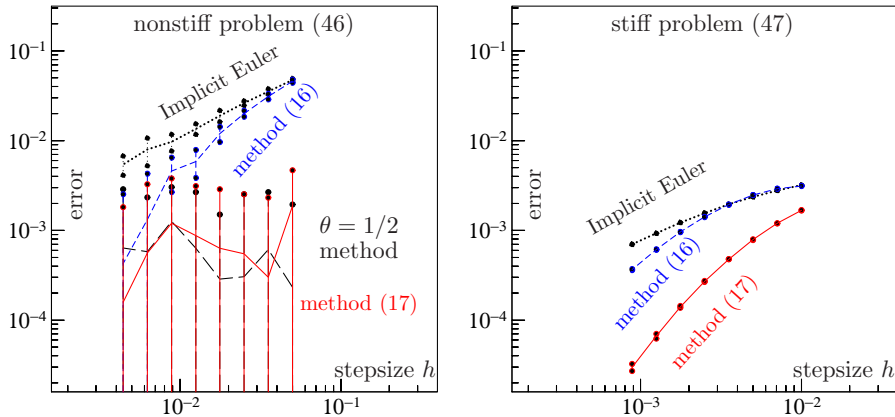 nonstiff problem (46)
10⁻¹
10⁻²
10⁻³
10⁻⁴
error
Implicit Euler
method (16)
θ = 1/2
method
method (17)
stepsize h
10⁻²
10⁻¹
stiff problem (47)
10⁻¹
10⁻²
10⁻³
10⁻⁴
error
Implicit Euler
method (16)
method (17)
stepsize h
10⁻³
10⁻²